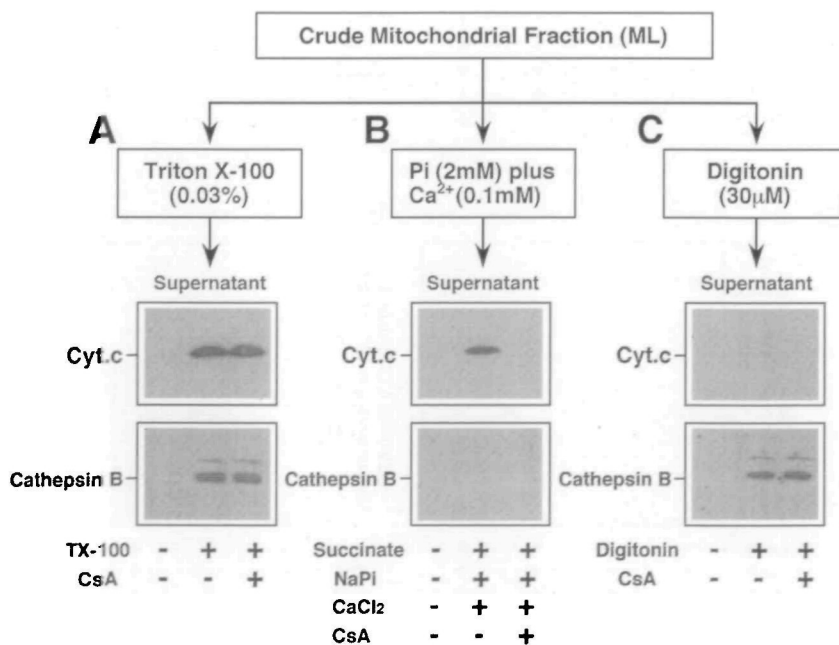 Crude Mitochondrial Fraction (ML)
A
B
C
Triton X-100
(0.03%)
Pi (2mM) plus
Ca²⁺(0.1mM)
Digitonin
(30μM)
Supernatant
Supernatant
Supernatant
Cyt.c
Cyt.c
Cyt.c
Cathepsin B
Cathepsin B
Cathepsin B
TX-100 - + +
CsA - - +
Succinate - + +
NaPi - + +
CaCl₂ - + +
CsA - - +
Digitonin - + +
CsA - - +